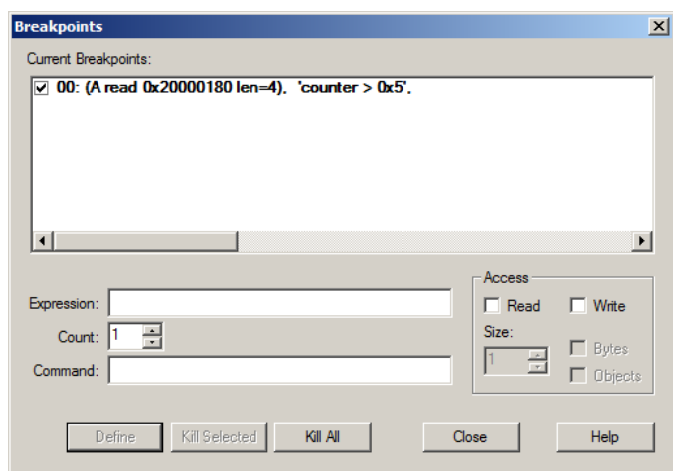 Breakpoints
Current Breakpoints:
00: (A read 0x20000180 len=4), 'counter > 0x5',
Access
Expression:
Read Write
Count: 1
Size:
1
Bytes
Command:
Objects
Define Kill Selected Kill All Close Help